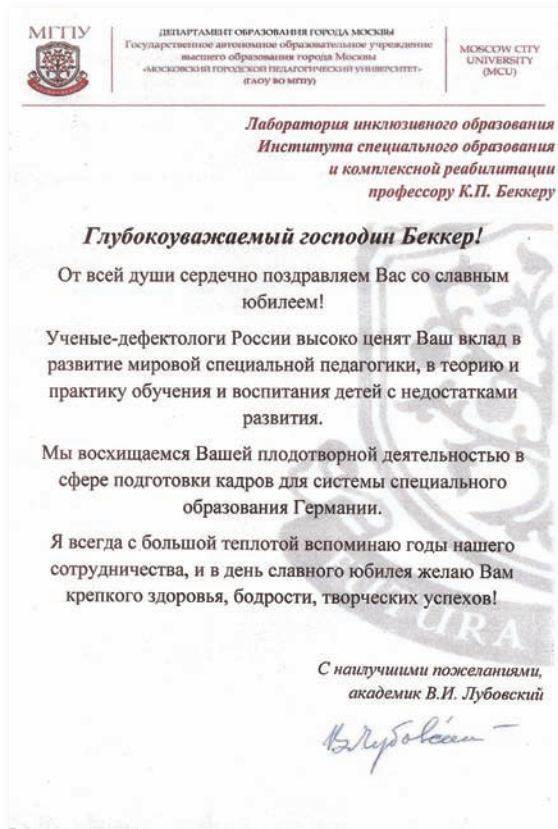 МГПУ
ДЕПАРТАМЕНТ ОБРАЗОВАНИЯ ГОРОДА МОСКВЫ
Государственное автономное образовательное учреждение
высшего образования города Москвы
«МОСКОВСКИЙ ГОРОДСКОЙ ПЕДАГОГИЧЕСКИЙ УНИВЕРСИТЕТ»
(ГАОУ ВО МГПУ)
MOSCOW CITY
UNIVERSITY
(MCU)
Лаборатория инклюзивного образования
Института специального образования
и комплексной реабилитации
профессору К.П. Беккеру
Глубокоуважаемый господин Беккер!
От всей души сердечно поздравляем Вас со славным
юбилеем!
Ученые-дефектологи России высоко ценят Ваш вклад в
развитие мировой специальной педагогики, в теорию и
практику обучения и воспитания детей с недостатками
развития.
Мы восхищаемся Вашей плодотворной деятельностью в
сфере подготовки кадров для системы специального
образования Германии.
Я всегда с большой теплотой вспоминаю годы нашего
сотрудничества, и в день славного юбилея желаю Вам
крепкого здоровья, бодрости, творческих успехов!
TURA
С наилучшими пожеланиями,
академик В.И. Лубовский